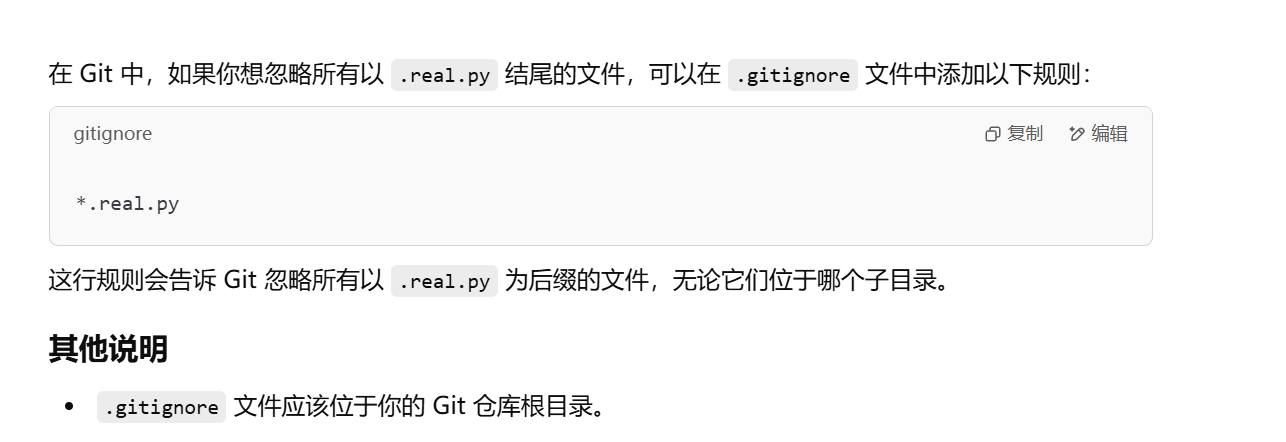 在 Git 中，如果你想忽略所有以 .real.py 结尾的文件，可以在 .gitignore 文件中添加以下规则：
gitignore 复制 编辑
*.real.py
这行规则会告诉 Git 忽略所有以 .real.py 为后缀的文件，无论它们位于哪个子目录。
其他说明
• .gitignore 文件应该位于你的 Git 仓库根目录。